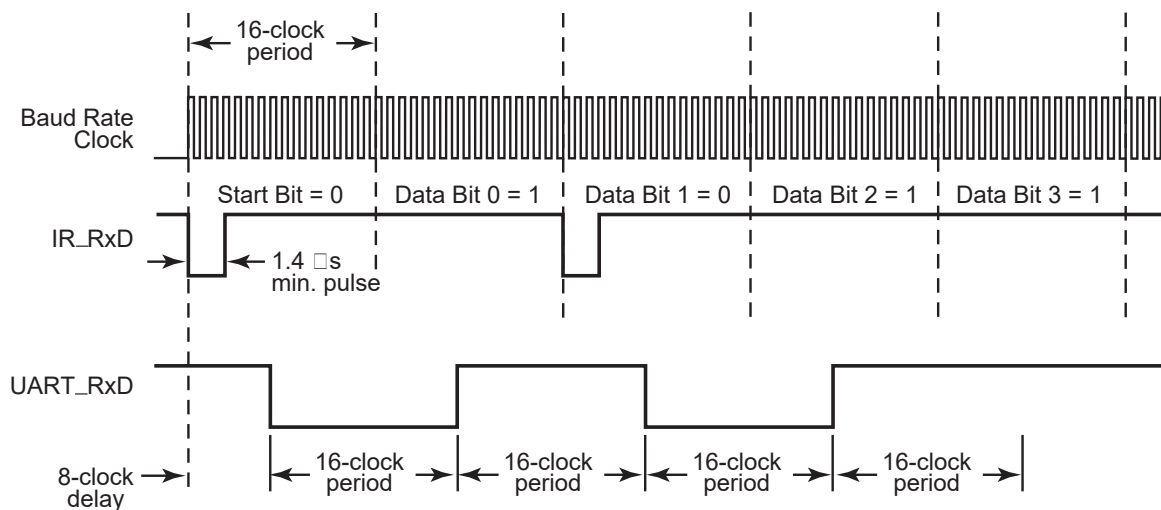 16-clock
period
Baud Rate
Clock
Start Bit = 0
Data Bit 0 = 1
Data Bit 1 = 0
Data Bit 2 = 1
Data Bit 3 = 1
IR_RxD
1.4 □s
min. pulse
UART_RxD
8-clock
delay
16-clock
period
16-clock
period
16-clock
period
16-clock
period